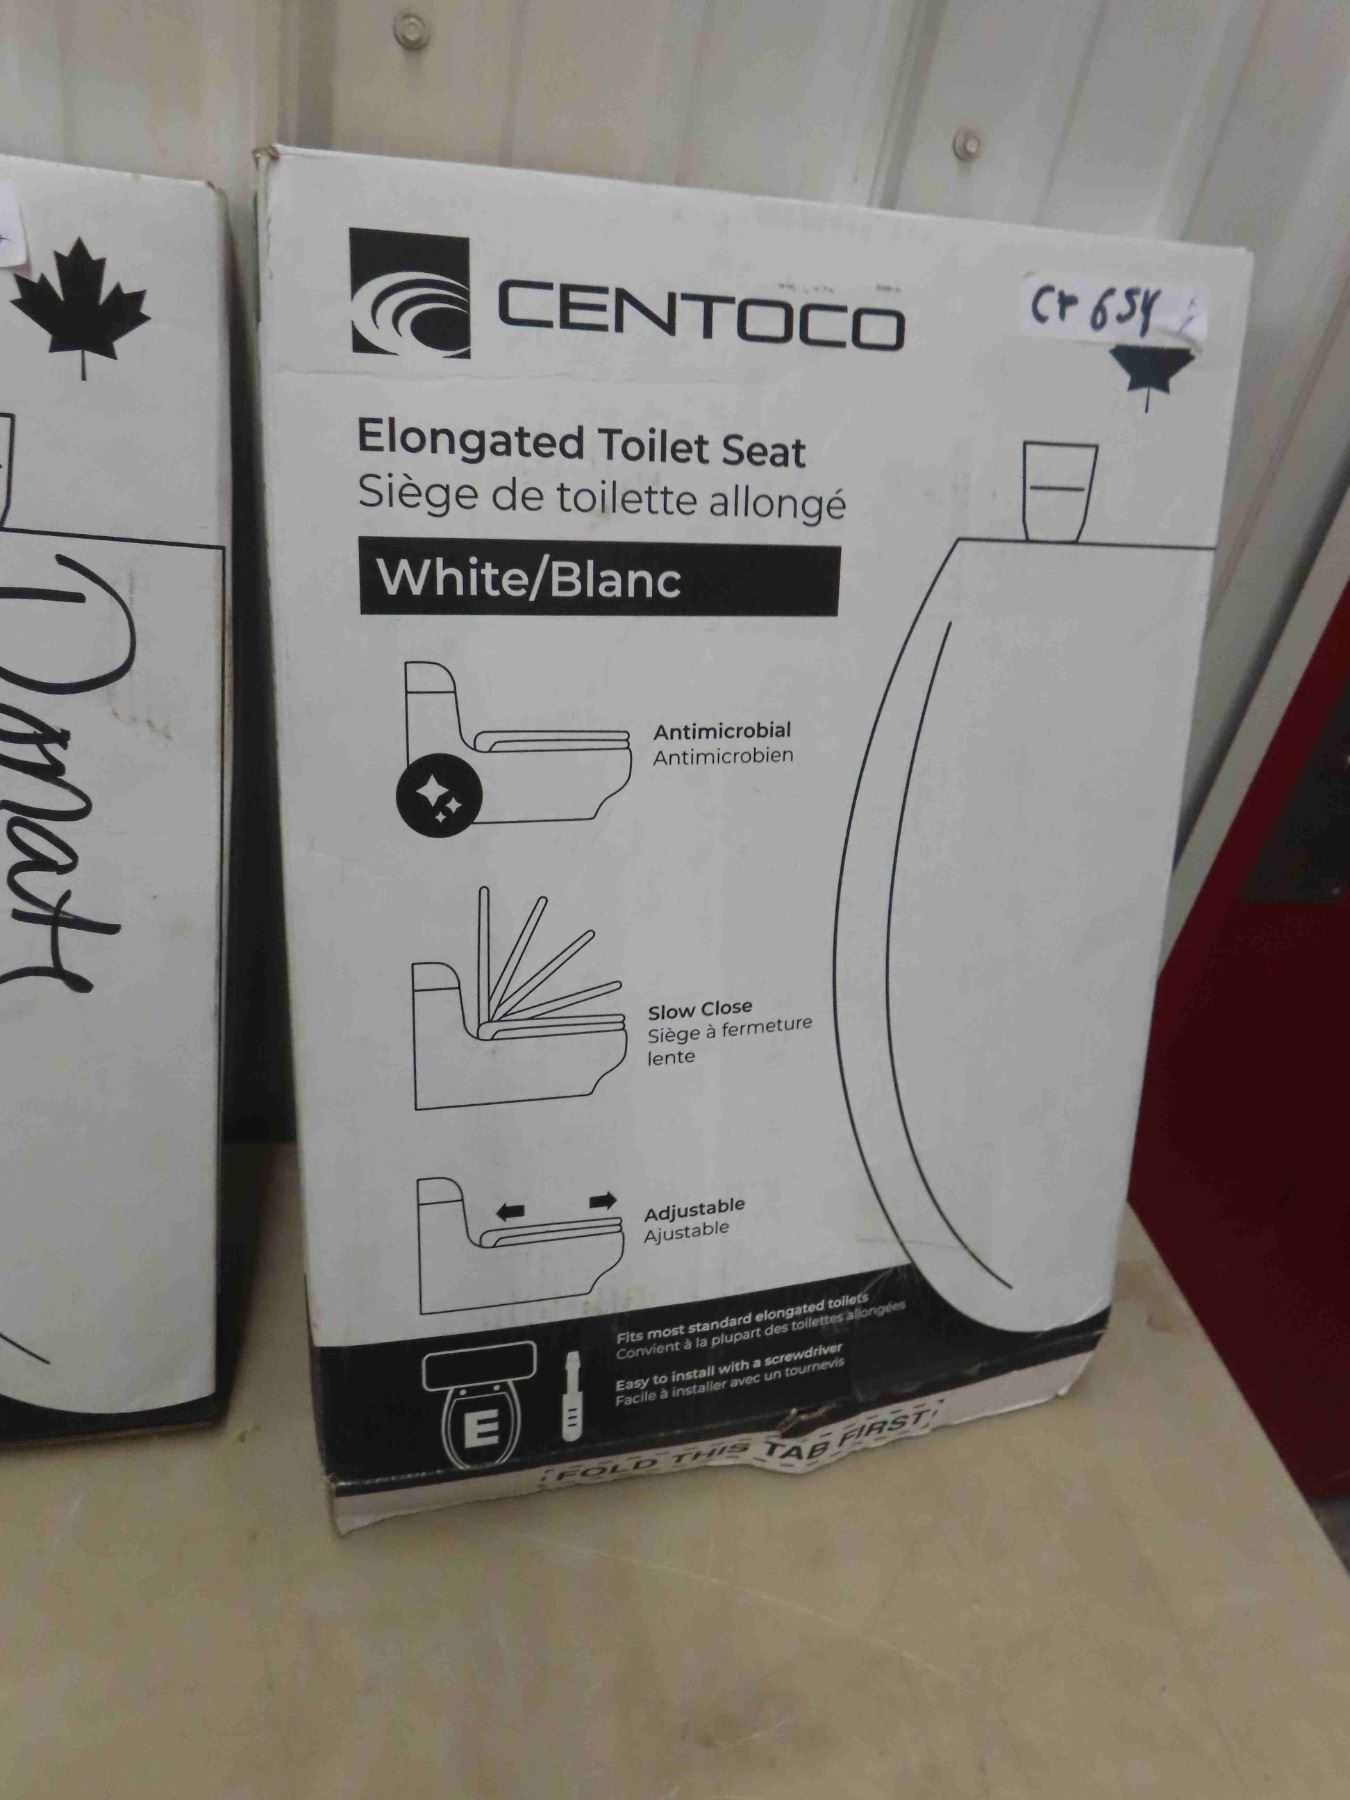 CENTOCO
Cr 654
Elongated Toilet Seat
Siège de toilette allongé
White/Blanc
Antimicrobial
Antimicrobien
Slow Close
Siège à fermeture
lente
Adjustable
Ajustable
Fits most standard elongated toilets
Convient à la plupart des toilettes allongées
Easy to install with a screwdriver
Facile à installer avec un tournevis
E
FOLD THIS TAB FIRST